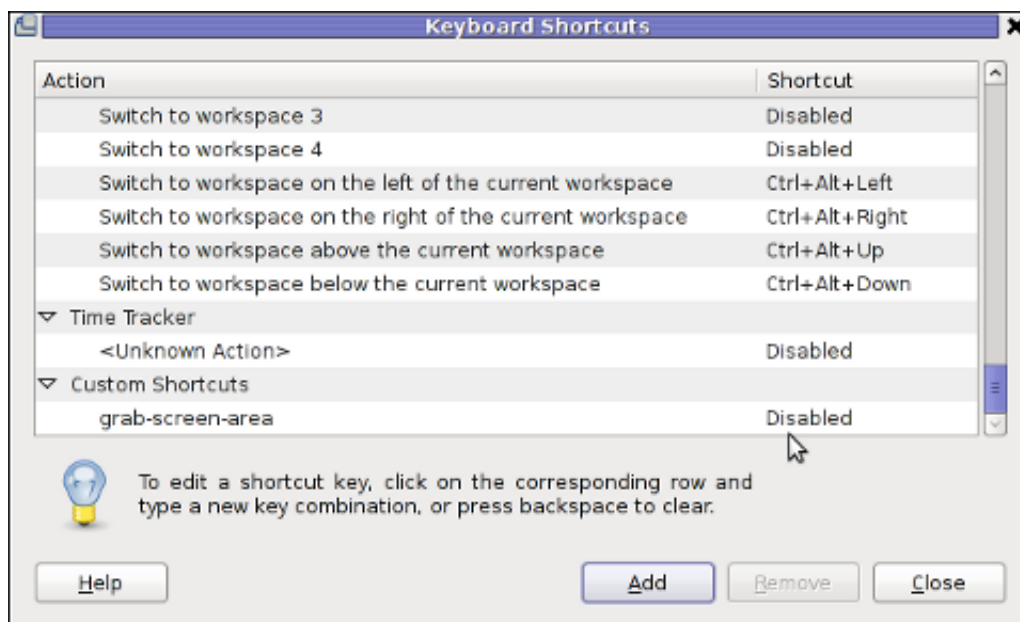 Keyboard Shortcuts
Action Shortcut
Switch to workspace 3 Disabled
Switch to workspace 4 Disabled
Switch to workspace on the left of the current workspace Ctrl+Alt+Left
Switch to workspace on the right of the current workspace Ctrl+Alt+Right
Switch to workspace above the current workspace Ctrl+Alt+Up
Switch to workspace below the current workspace Ctrl+Alt+Down
Time Tracker
<Unknown Action> Disabled
Custom Shortcuts
grab-screen-area Disabled
To edit a shortcut key, click on the corresponding row and
type a new key combination, or press backspace to clear.
Help Add Remove Close